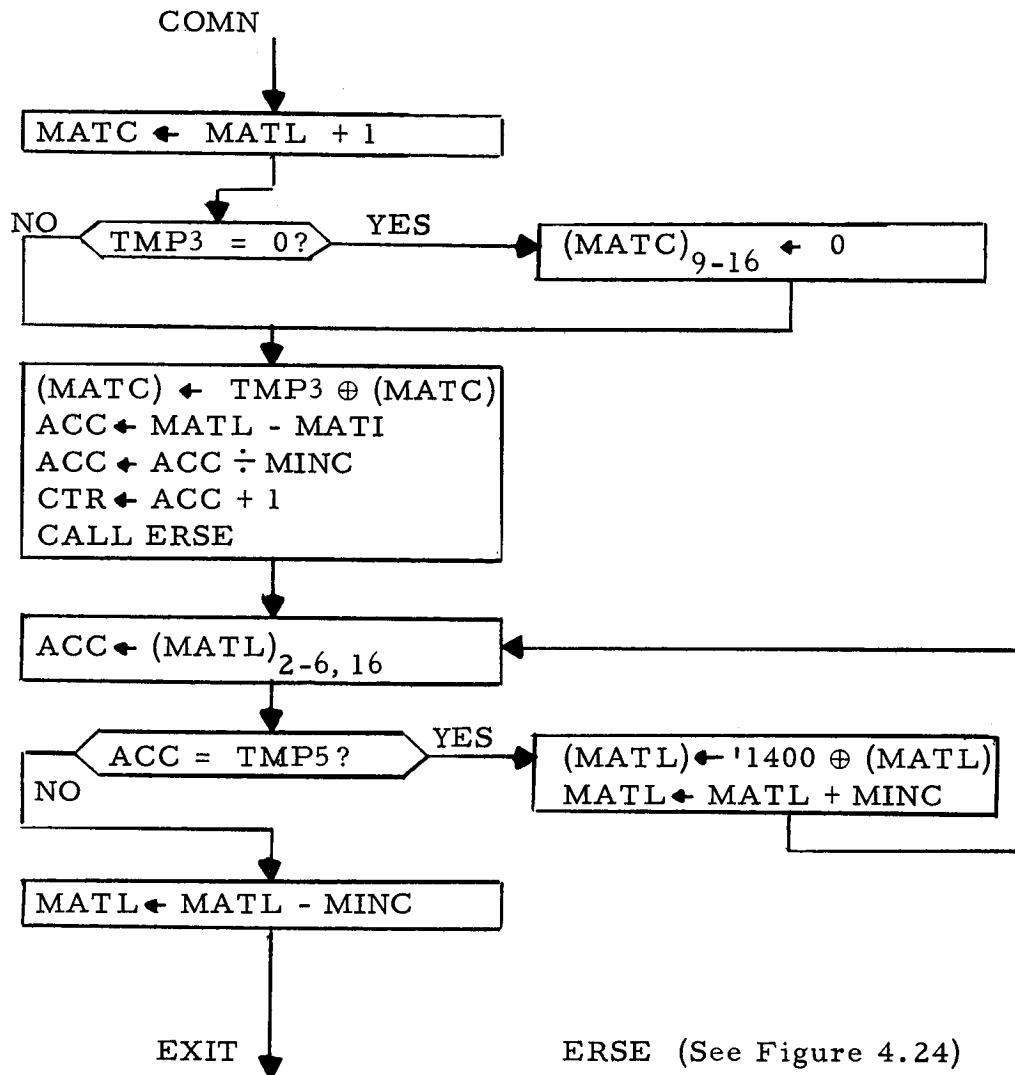 COMN
MATC ← MATL + 1
NO
TMP3 = 0?
YES
(MATC)9-16 ← 0
(MATC) ← TMP3 ⊕ (MATC)
ACC ← MATL - MATI
ACC ← ACC ÷ MINC
CTR ← ACC + 1
CALL ERSE
ACC ← (MATL)2-6, 16
ACC = TMP5?
YES
NO
(MATL) ← '1400 ⊕ (MATL)
MATL ← MATL + MINC
MATL ← MATL - MINC
EXIT
ERSE (See Figure 4.24)